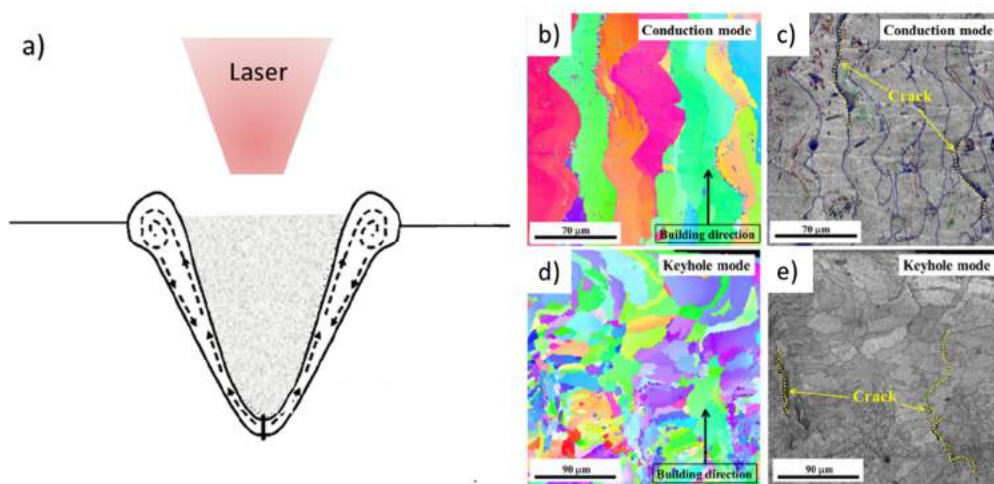 a)
Laser
b)
Conduction mode
70 μm
Building direction
c)
Conduction mode
Crack
70 μm
d)
Keyhole mode
90 μm
Building direction
e)
Keyhole mode
Crack
90 μm